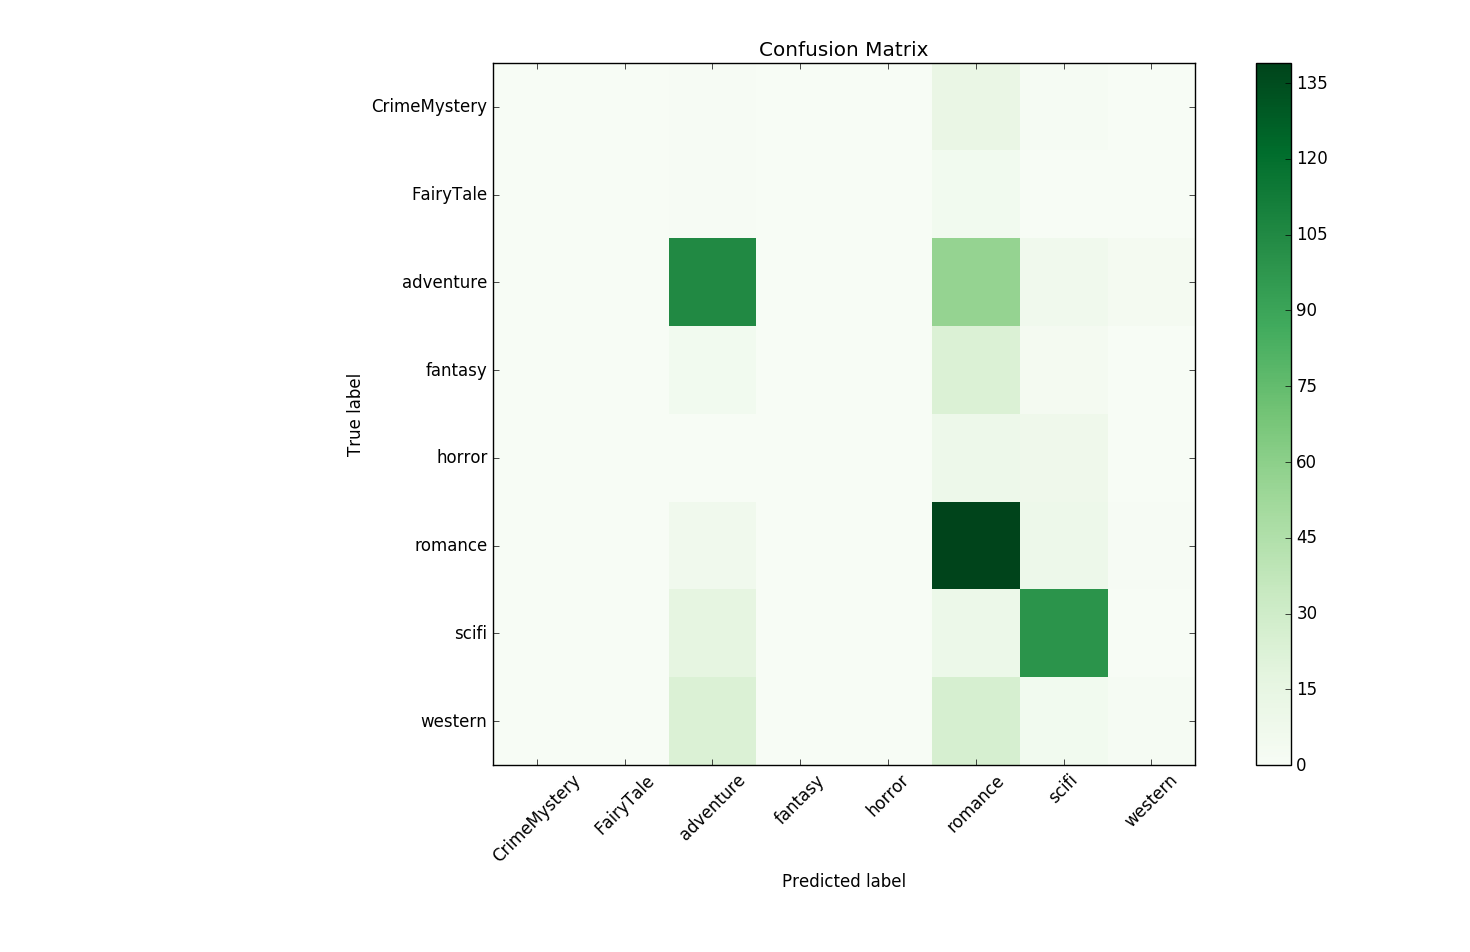 Confusion Matrix
CrimeMystery
FairyTale
adventure
fantasy
horror
romance
scifi
western
True label
CrimeMystery
FairyTale
adventure
fantasy
horror
romance
scifi
western
Predicted label
135
120
105
90
75
60
45
30
15
0